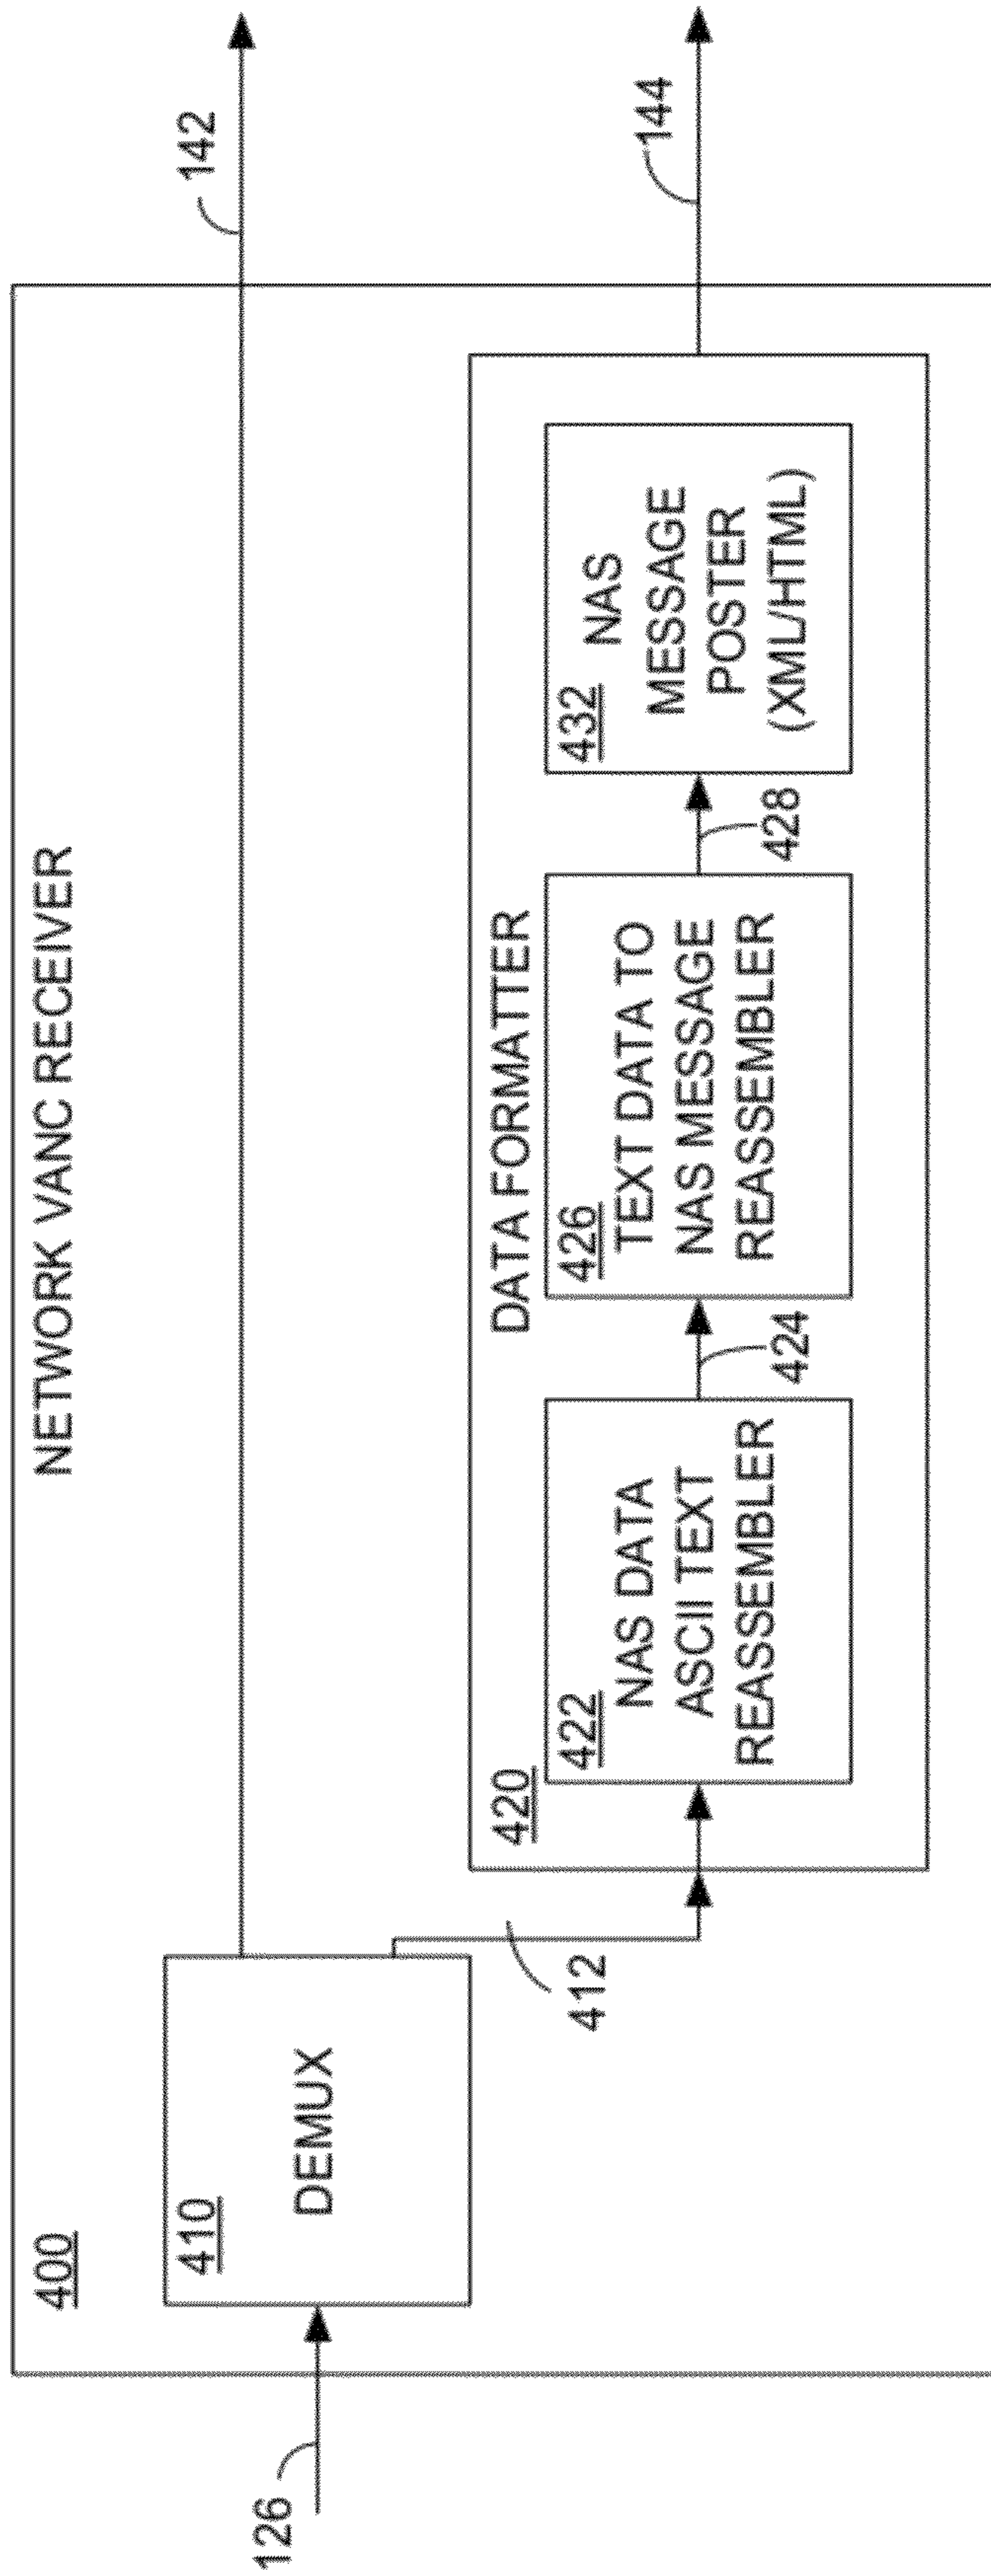 NETWORK VANC RECEIVER
400
126
410
DEMUX
142
412
420
DATA FORMATTER
422
NAS DATA
ASCII TEXT
REASSEMBLER
424
426
TEXT DATA TO
NAS MESSAGE
REASSEMBLER
428
432
NAS
MESSAGE
POSTER
(XML/HTML)
144